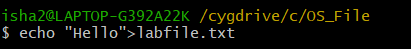 isha2@LAPTOP-G392A22K /cygdrive/c/OS_File
$ echo "Hello">labfile.txt